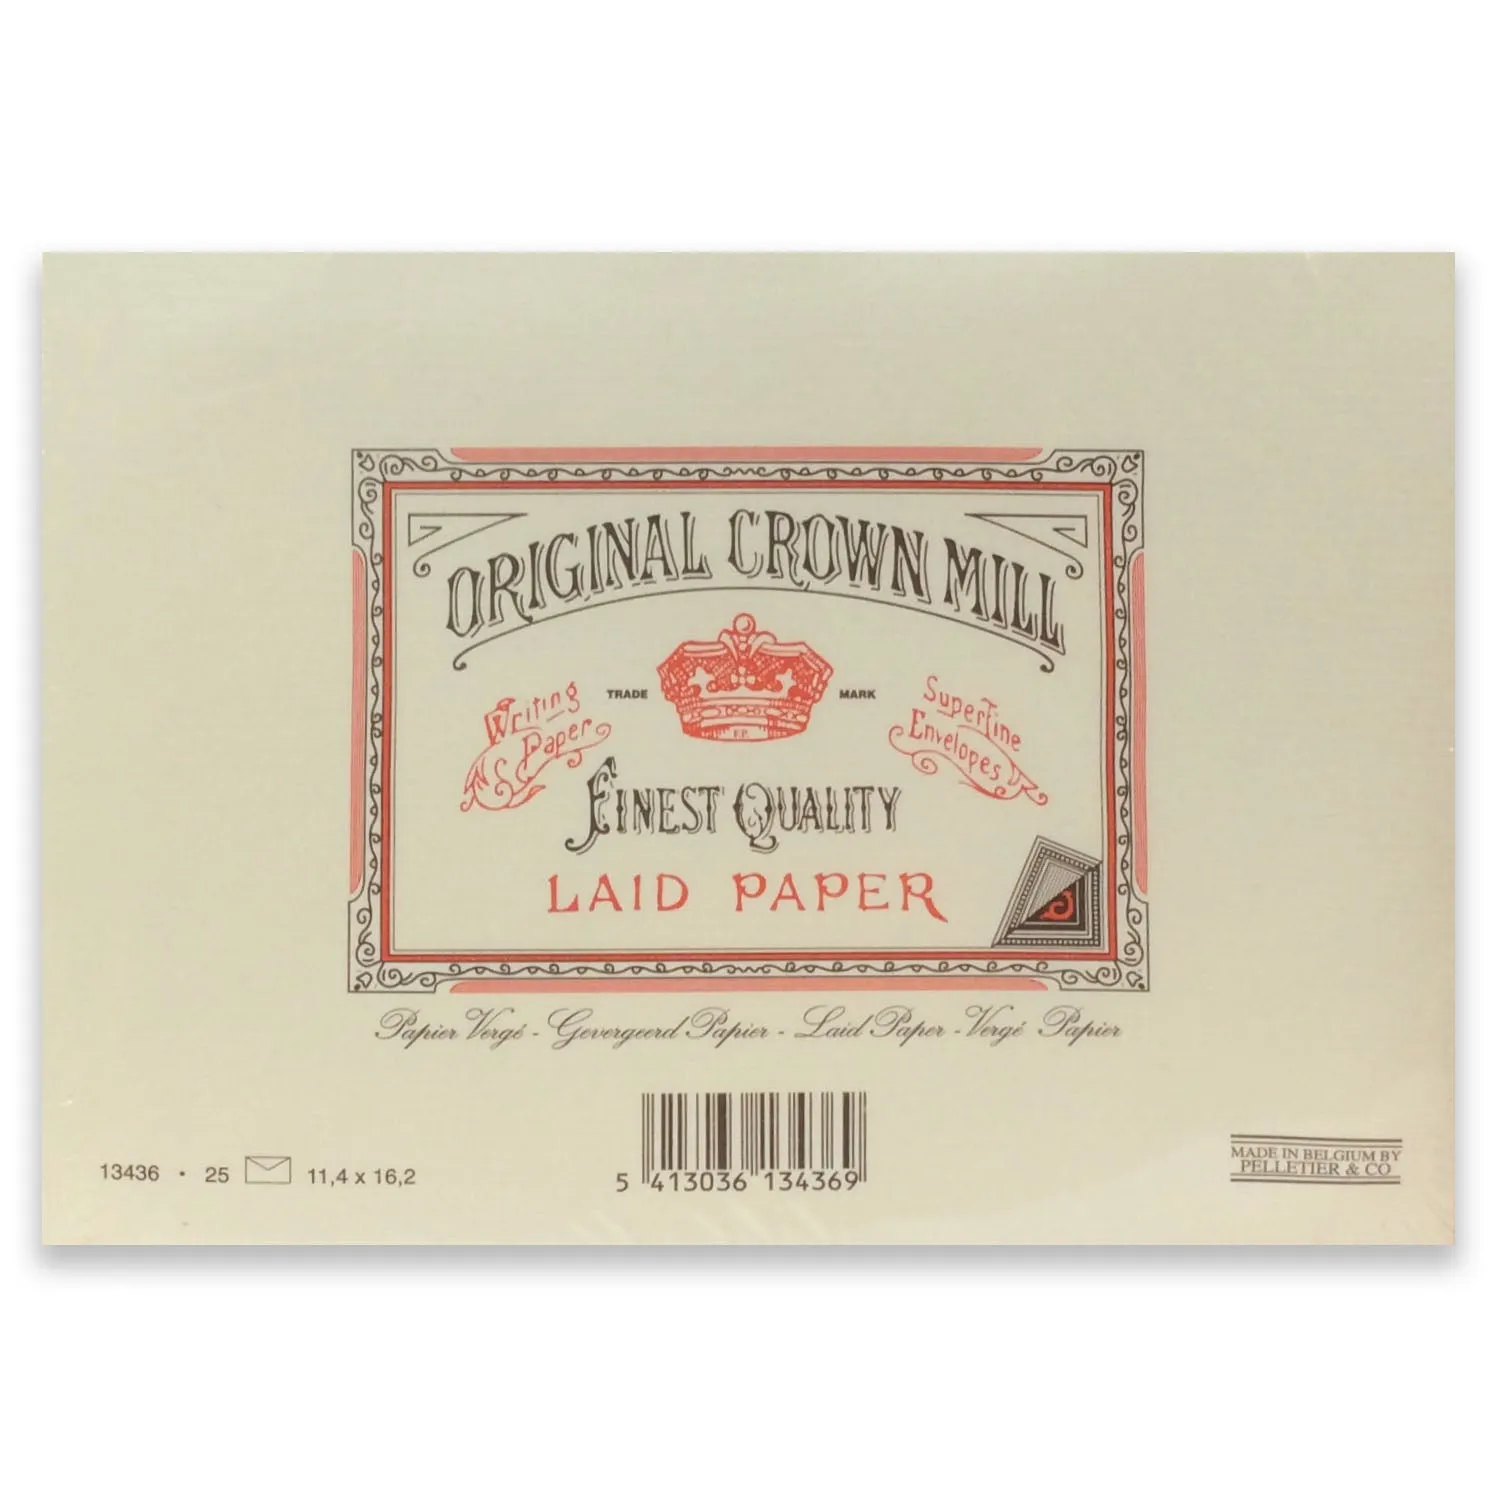 ORIGINAL CROWN MILL
TRADE MARK
F.P.
Writing
Paper
Superfine
Envelopes
FINEST QUALITY
LAID PAPER
Papier Vergé - Gevergeerd Papier - Laid Paper - Vergé Papier
13436 • 25 11,4 x 16,2
5 413036 134369
MADE IN BELGIUM BY
PELLETIER & CO